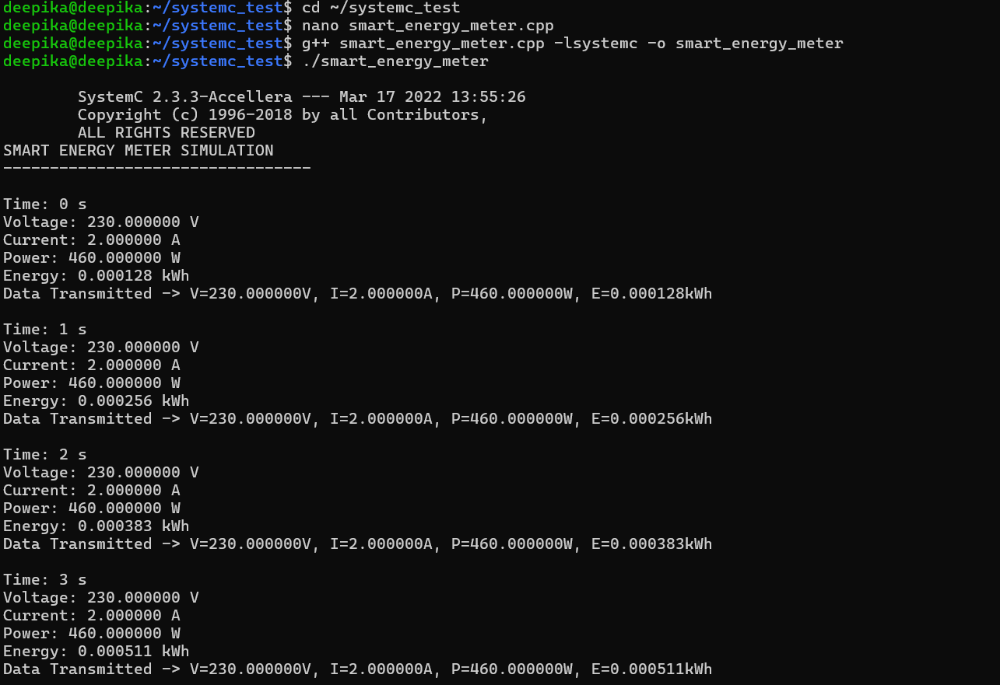 deepika@deepika:~/systemc_test$ cd ~/systemc_test
deepika@deepika:~/systemc_test$ nano smart_energy_meter.cpp
deepika@deepika:~/systemc_test$ g++ smart_energy_meter.cpp -lsystemc -o smart_energy_meter
deepika@deepika:~/systemc_test$ ./smart_energy_meter
SystemC 2.3.3-Accellera --- Mar 17 2022 13:55:26
Copyright (c) 1996-2018 by all Contributors,
ALL RIGHTS RESERVED
SMART ENERGY METER SIMULATION
---------------------------------
Time: 0 s
Voltage: 230.000000 V
Current: 2.000000 A
Power: 460.000000 W
Energy: 0.000128 kWh
Data Transmitted -> V=230.000000V, I=2.000000A, P=460.000000W, E=0.000128kWh
Time: 1 s
Voltage: 230.000000 V
Current: 2.000000 A
Power: 460.000000 W
Energy: 0.000256 kWh
Data Transmitted -> V=230.000000V, I=2.000000A, P=460.000000W, E=0.000256kWh
Time: 2 s
Voltage: 230.000000 V
Current: 2.000000 A
Power: 460.000000 W
Energy: 0.000383 kWh
Data Transmitted -> V=230.000000V, I=2.000000A, P=460.000000W, E=0.000383kWh
Time: 3 s
Voltage: 230.000000 V
Current: 2.000000 A
Power: 460.000000 W
Energy: 0.000511 kWh
Data Transmitted -> V=230.000000V, I=2.000000A, P=460.000000W, E=0.000511kWh